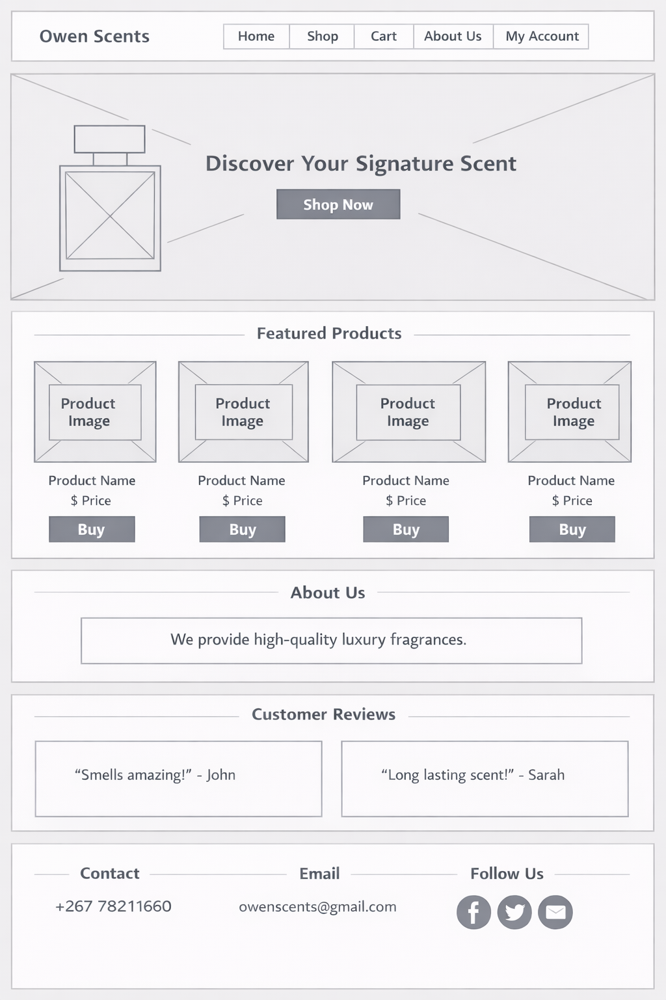 Owen Scents
Home Shop Cart About Us My Account
Discover Your Signature Scent
Shop Now
Featured Products
Product Image
Product Image
Product Image
Product Image
Product Name Product Name Product Name Product Name
$ Price $ Price $ Price $ Price
Buy Buy Buy Buy
About Us
We provide high-quality luxury fragrances.
Customer Reviews
“Smells amazing!” - John
“Long lasting scent!” - Sarah
Contact Email Follow Us
+267 78211660 owenscents@gmail.com